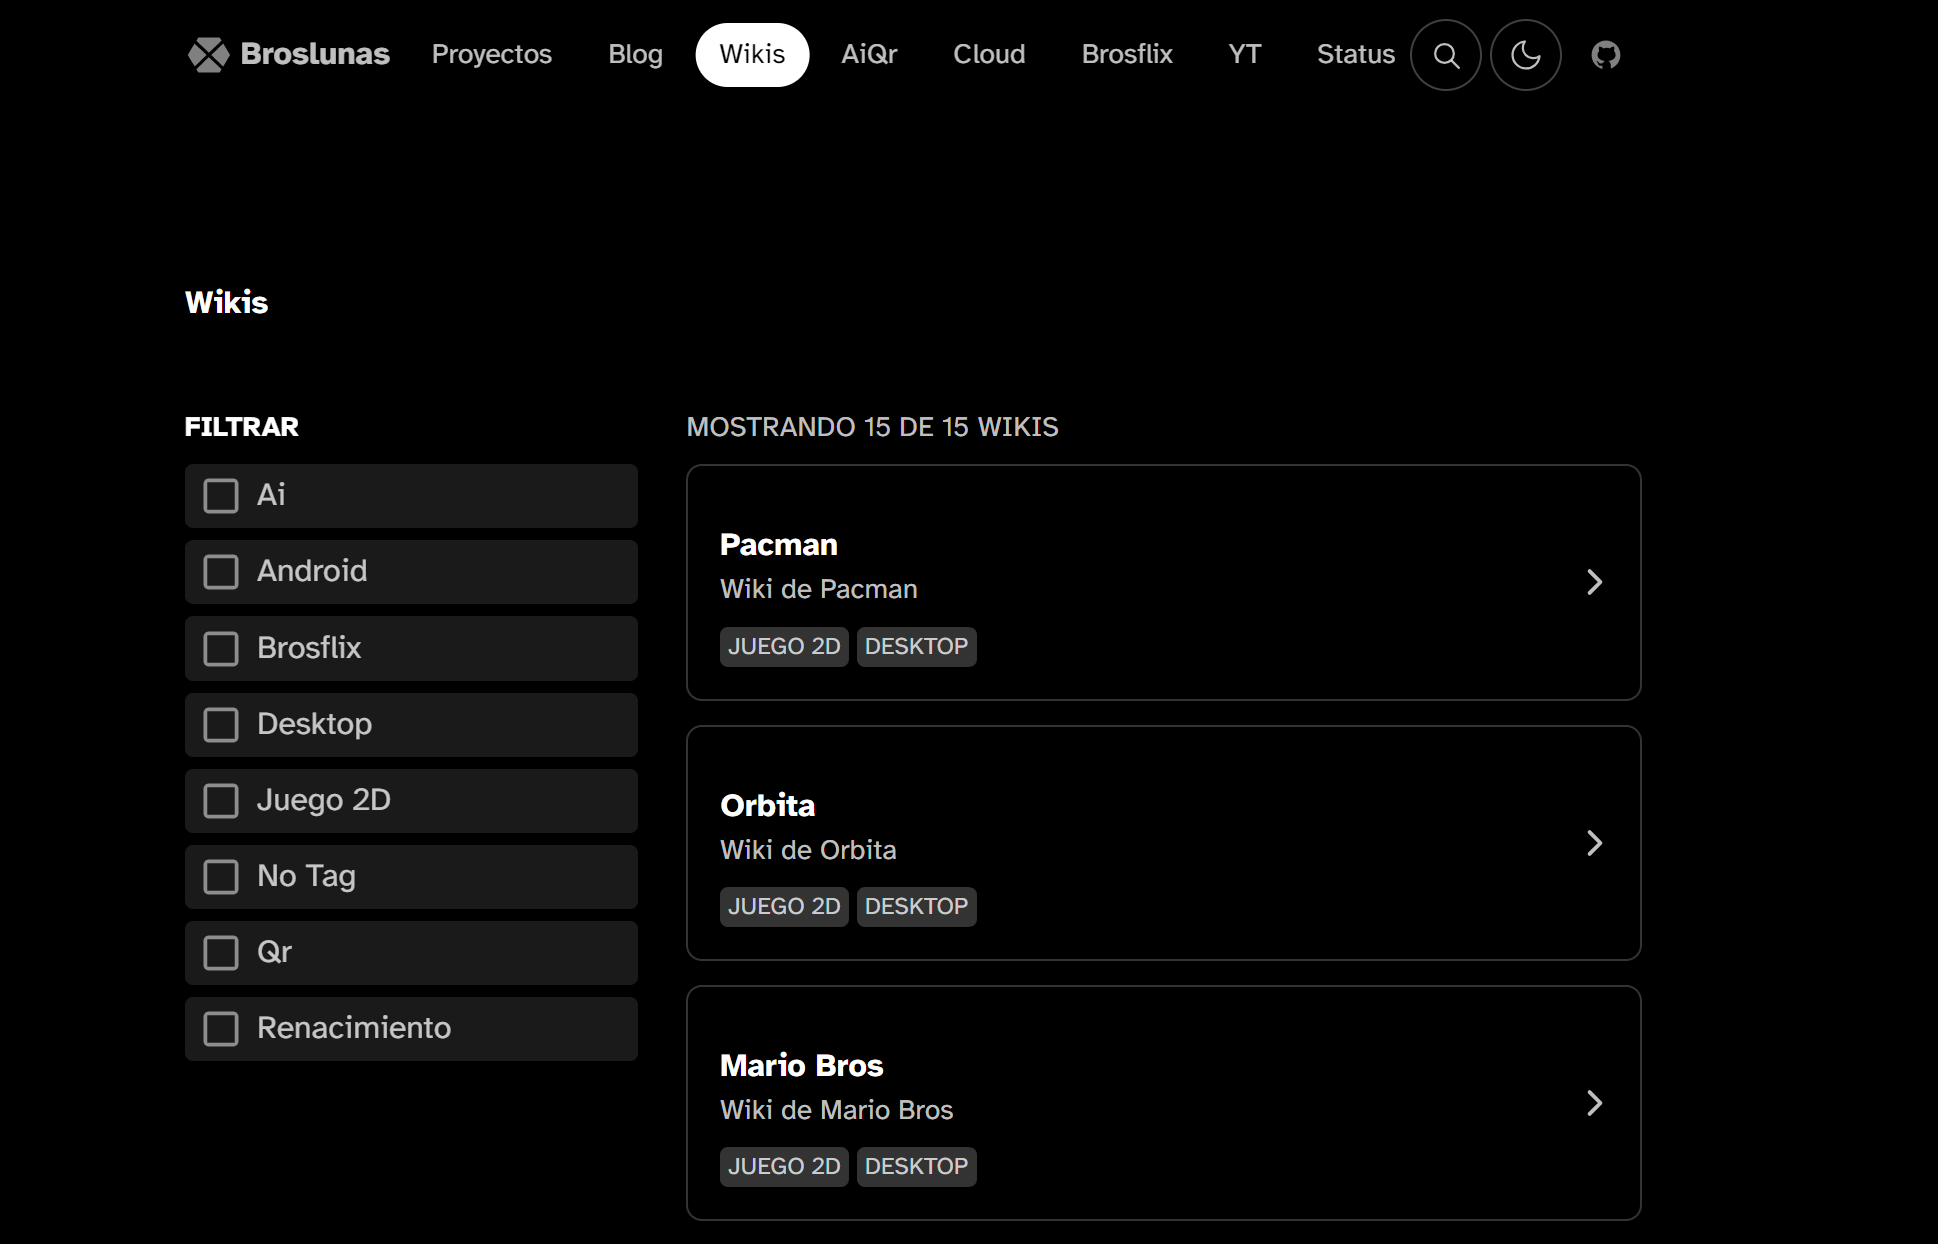 Broslunas Proyectos Blog Wikis AiQr Cloud Brosflix YT Status
Wikis
FILTRAR
Ai
Android
Brosflix
Desktop
Juego 2D
No Tag
Qr
Renacimiento
MOSTRANDO 15 DE 15 WIKIS
Pacman
Wiki de Pacman
JUEGO 2D DESKTOP
Orbita
Wiki de Orbita
JUEGO 2D DESKTOP
Mario Bros
Wiki de Mario Bros
JUEGO 2D DESKTOP